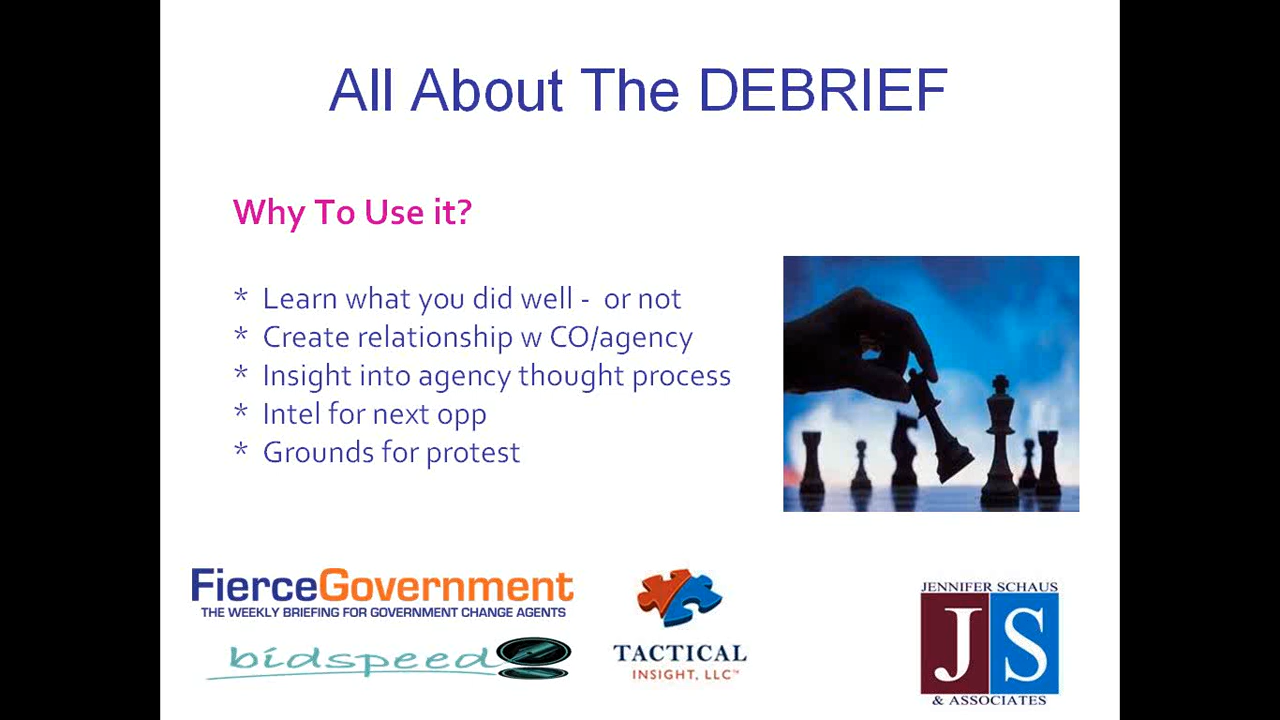 All About The DEBRIEF
Why To Use it?
* Learn what you did well - or not
* Create relationship w CO/agency
* Insight into agency thought process
* Intel for next opp
* Grounds for protest
FierceGovernment
THE WEEKLY BRIEFING FOR GOVERNMENT CHANGE AGENTS
bidspeed
TACTICAL
INSIGHT, LLC™
JENNIFER SCHAUS
JS
& ASSOCIATES